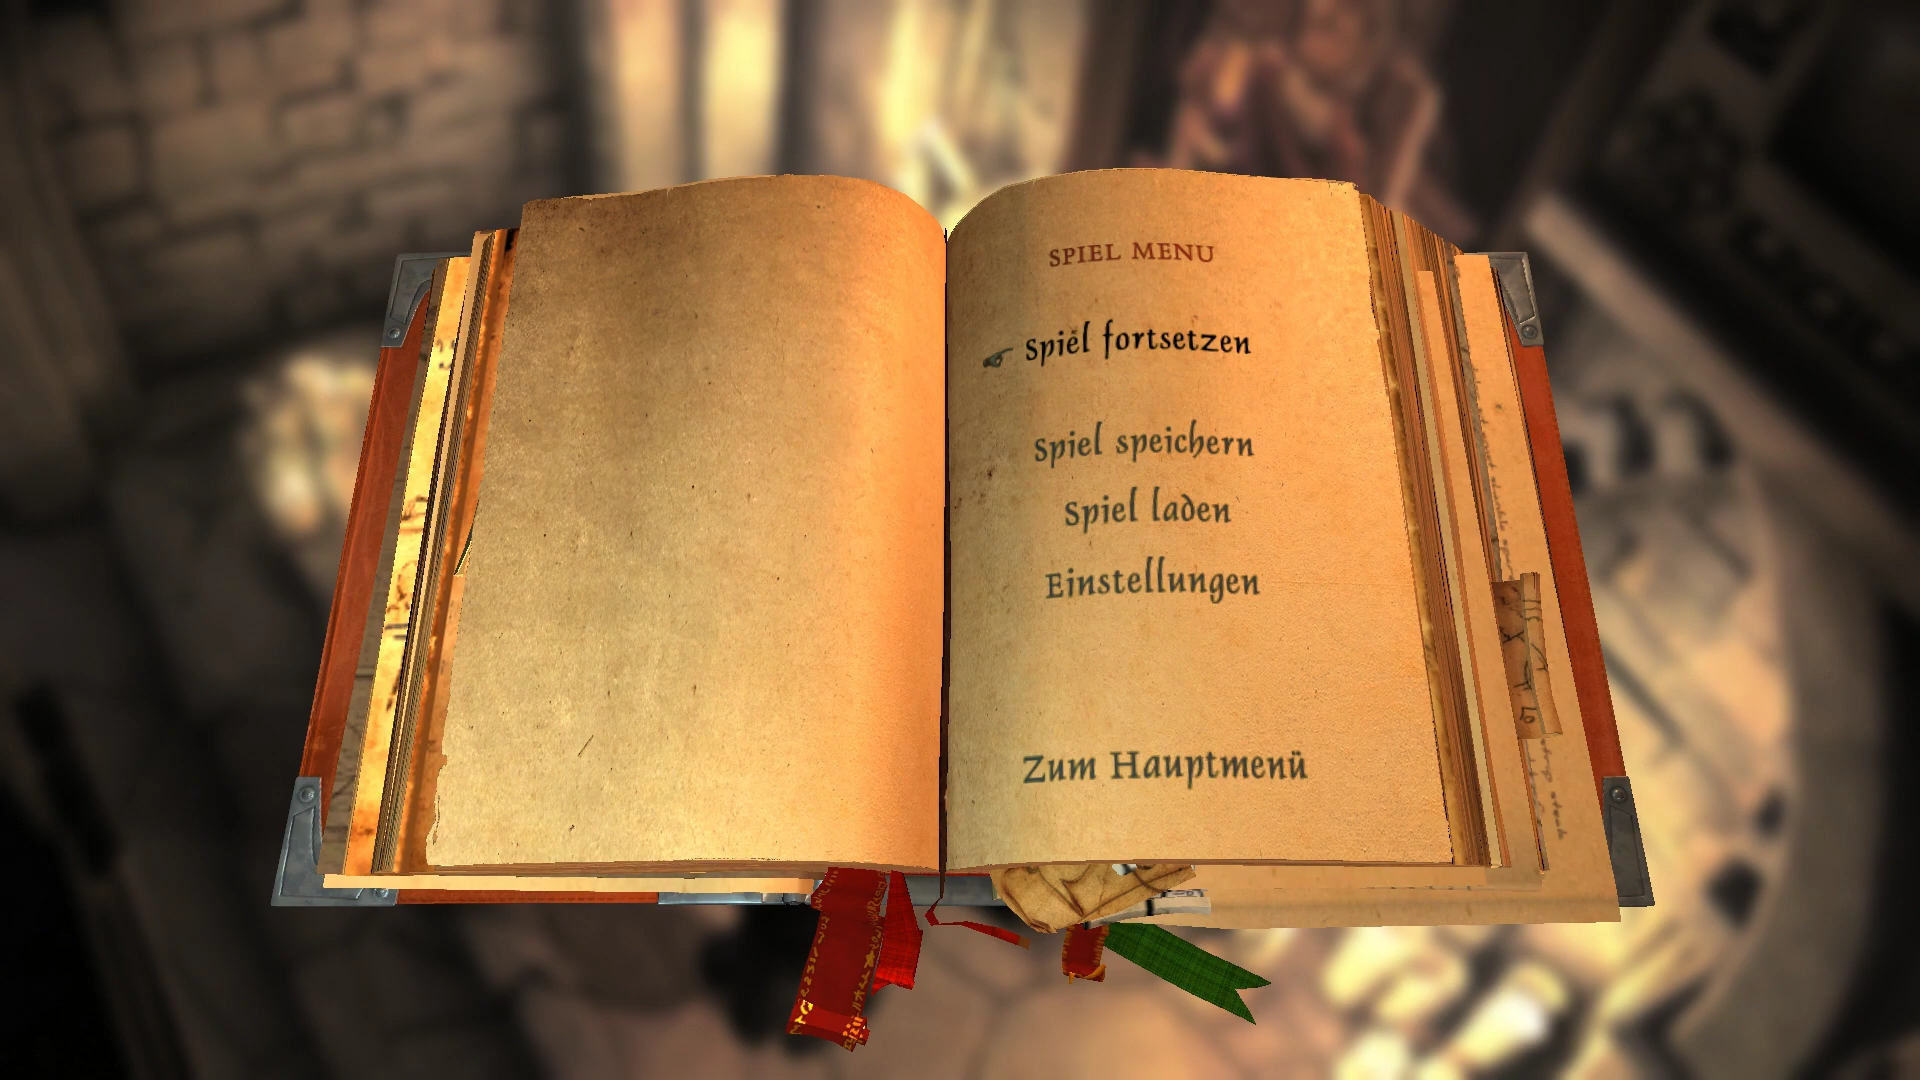 SPIEL MENU
Spiel fortsetzen
Spiel speichern
Spiel laden
Einstellungen
Zum Hauptmenü